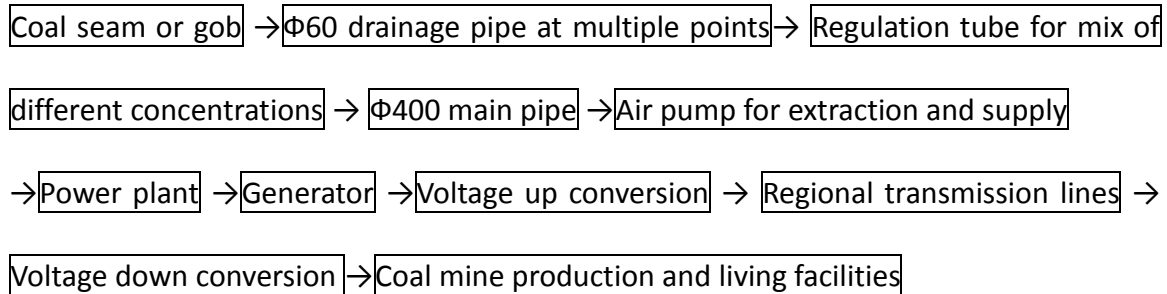 Coal seam or gob →Φ60 drainage pipe at multiple points→ Regulation tube for mix of
different concentrations → Φ400 main pipe →Air pump for extraction and supply
→Power plant →Generator →Voltage up conversion → Regional transmission lines →
Voltage down conversion →Coal mine production and living facilities